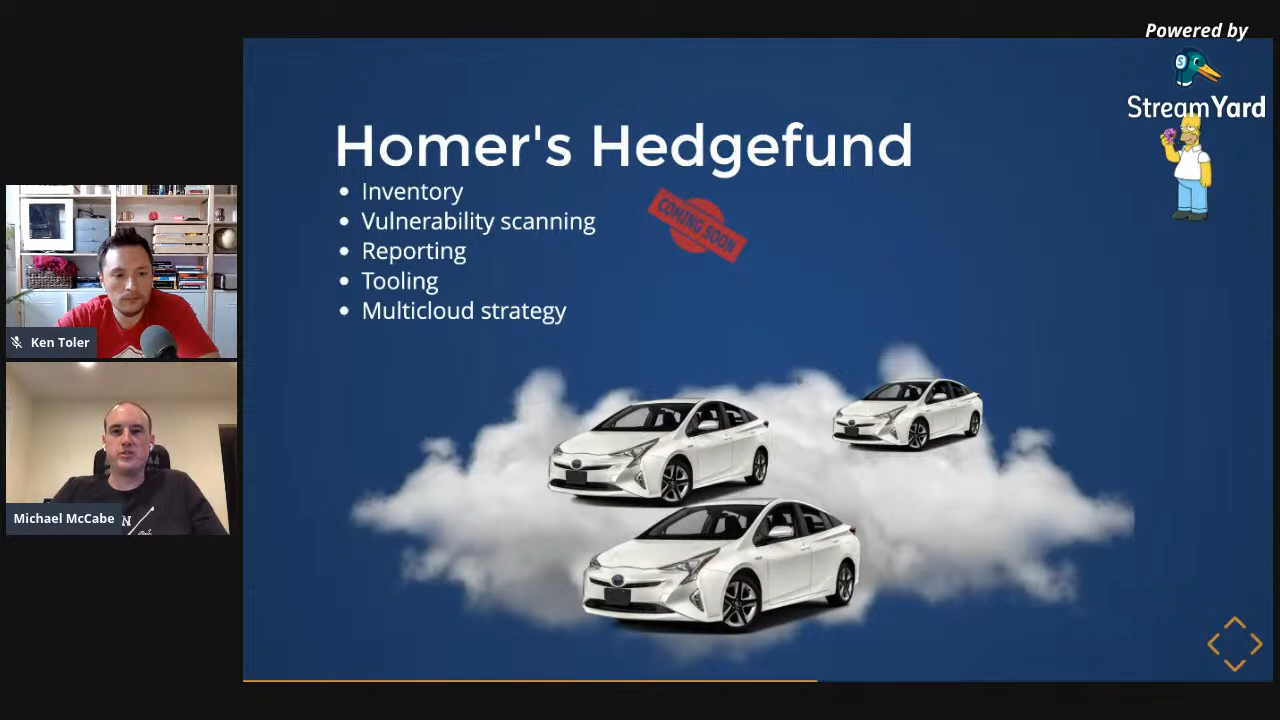 Powered by
StreamYard
Homer's Hedgefund
Inventory
Vulnerability scanning
Reporting
Tooling
Multicloud strategy
COMING SOON
Ken Toler
Michael McCabe
N